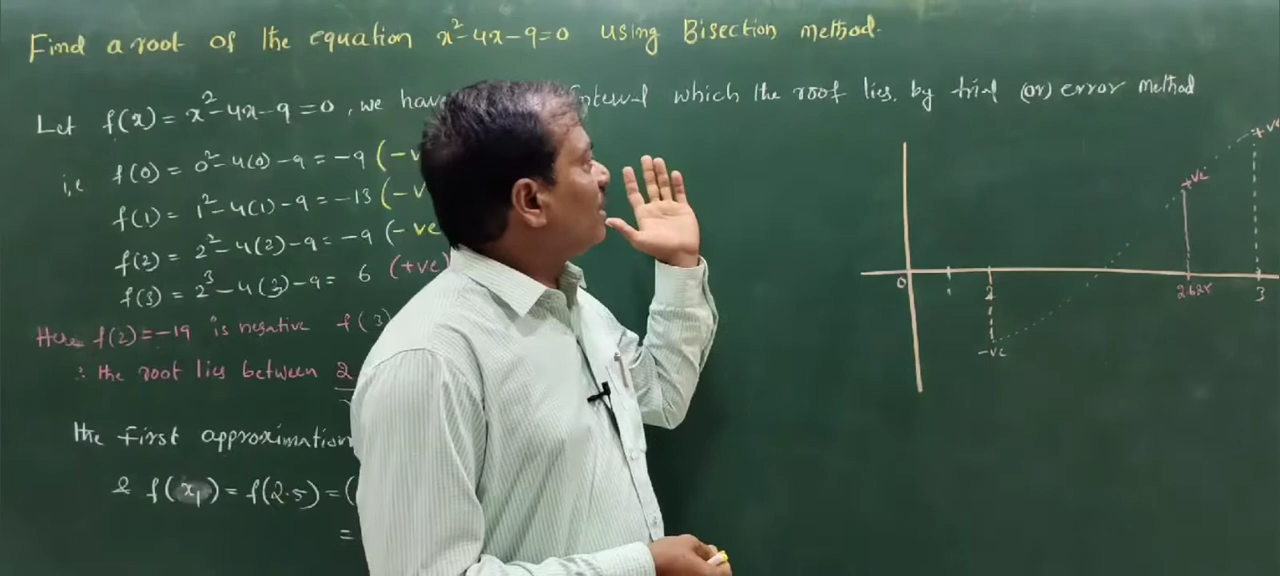 Find a root of the equation x²-4x-9=0 using Bisection method.
Let f(x) = x²-4x-9=0, we hav Interval which the root lies. by trial (or) error method
i,e f(0) = 0²-4(0)-9 = -9 (-v
f(1) = 1²-4(1)-9 = -13 (-v
f(2) = 2²-4(2)-9 = -9 (-ve
f(3) = 2³-4(3)-9 = 6 (+ve)
Here f(2)=-19 is negative f(3)
∴ the root lies between 2
the first approximation
& f(x₁) = f(2.5) = (
=
+ve
+ve
0 1 2 2.625 3
-ve